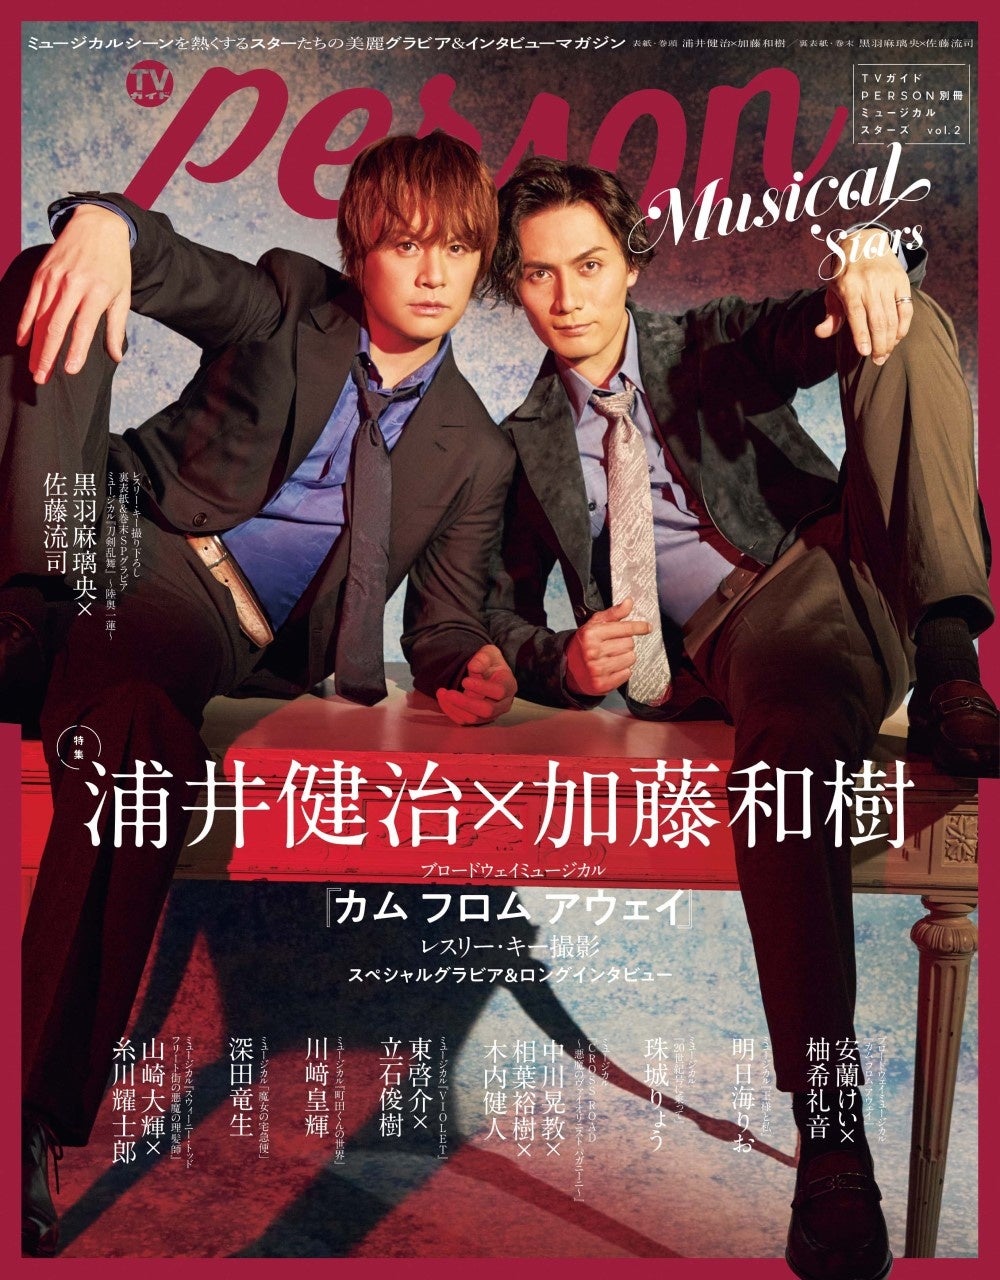 ミュージカルシーンを熱くするスターたちの美麗グラビア&インタビューマガジン 表紙・巻頭 浦井健治×加藤和樹/裏表紙・巻末 黒羽麻璃央×佐藤流司
TVガイド
person
Musical
Stars
TVガイド
PERSON別冊
ミュージカル
スターズ vol.2
レスリー・キー撮り下ろし
裏表紙&巻末SPグラビア
ミュージカル『刀剣乱舞』 ~陸奥一蓮~
黒羽麻璃央×
佐藤流司
特集
浦井健治×加藤和樹
ブロードウェイミュージカル
『カム フロム アウェイ』
レスリー・キー撮影
スペシャルグラビア&ロングインタビュー
ブロードウェイミュージカル
『カム フロム アウェイ』
安蘭けい×
柚希礼音
ミュージカル『王様と私』
明日海りお
ミュージカル
『20世紀号に乗って』
珠城りょう
ミュージカル
『CROSSROAD
~悪魔のヴァイオリニスト パガニーニ~』
中川晃教×
相葉裕樹×
木内健人
ミュージカル『VIOLET』
東啓介×
立石俊樹
ミュージカル『町田くんの世界』
川﨑皇輝
ミュージカル『魔女の宅急便』
深田竜生
ミュージカル『スウィーニー・トッド
フリート街の悪魔の理髪師』
山崎大輝×
糸川耀士郎